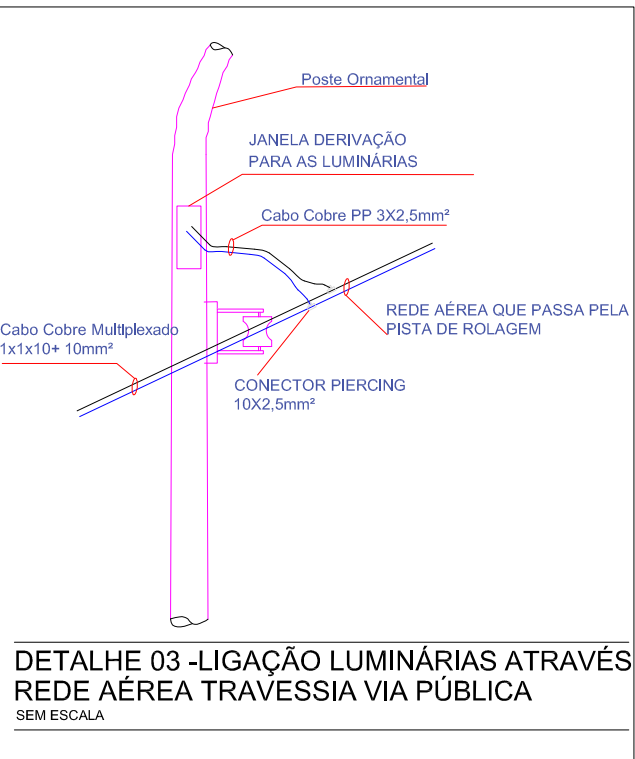 Poste Ornamental
JANELA DERIVAÇÃO
PARA AS LUMINÁRIAS
Cabo Cobre PP 3X2,5mm²
REDE AÉREA QUE PASSA PELA
PISTA DE ROLAGEM
Cabo Cobre Multiplexado
1x1x10+ 10mm²
CONECTOR PIERCING
10X2,5mm²
DETALHE 03 -LIGAÇÃO LUMINÁRIAS ATRAVÉS
REDE AÉREA TRAVESSIA VIA PÚBLICA
SEM ESCALA